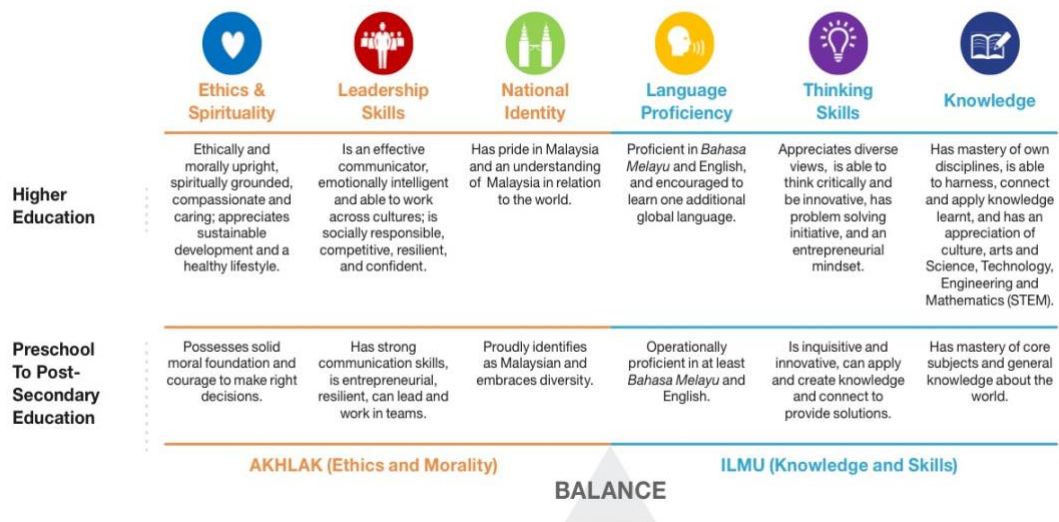 Ethics &
Spirituality
Leadership
Skills
National
Identity
Language
Proficiency
Thinking
Skills
Knowledge
Higher
Education
Ethically and
morally upright,
spiritually grounded,
compassionate and
caring; appreciates
sustainable
development and a
healthy lifestyle.
Is an effective
communicator,
emotionally intelligent
and able to work
across cultures; is
socially responsible,
competitive, resilient,
and confident.
Has pride in Malaysia
and an understanding
of Malaysia in relation
to the world.
Proficient in Bahasa
Melayu and English,
and encouraged to
learn one additional
global language.
Appreciates diverse
views, is able to
think critically and
be innovative, has
problem solving
initiative, and an
entrepreneurial
mindset.
Has mastery of own
disciplines, is able
to harness, connect
and apply knowledge
learnt, and has an
appreciation of
culture, arts and
Science, Technology,
Engineering and
Mathematics (STEM).
Preschool
To Post-
Secondary
Education
Possesses solid
moral foundation and
courage to make right
decisions.
Has strong
communication skills,
is entrepreneurial,
resilient, can lead and
work in teams.
Proudly identifies
as Malaysian and
embraces diversity.
Operationally
proficient in at least
Bahasa Melayu and
English.
Is inquisitive and
innovative, can apply
and create knowledge
and connect to
provide solutions.
Has mastery of core
subjects and general
knowledge about the
world.
AKHLAK (Ethics and Morality)
ILMU (Knowledge and Skills)
BALANCE